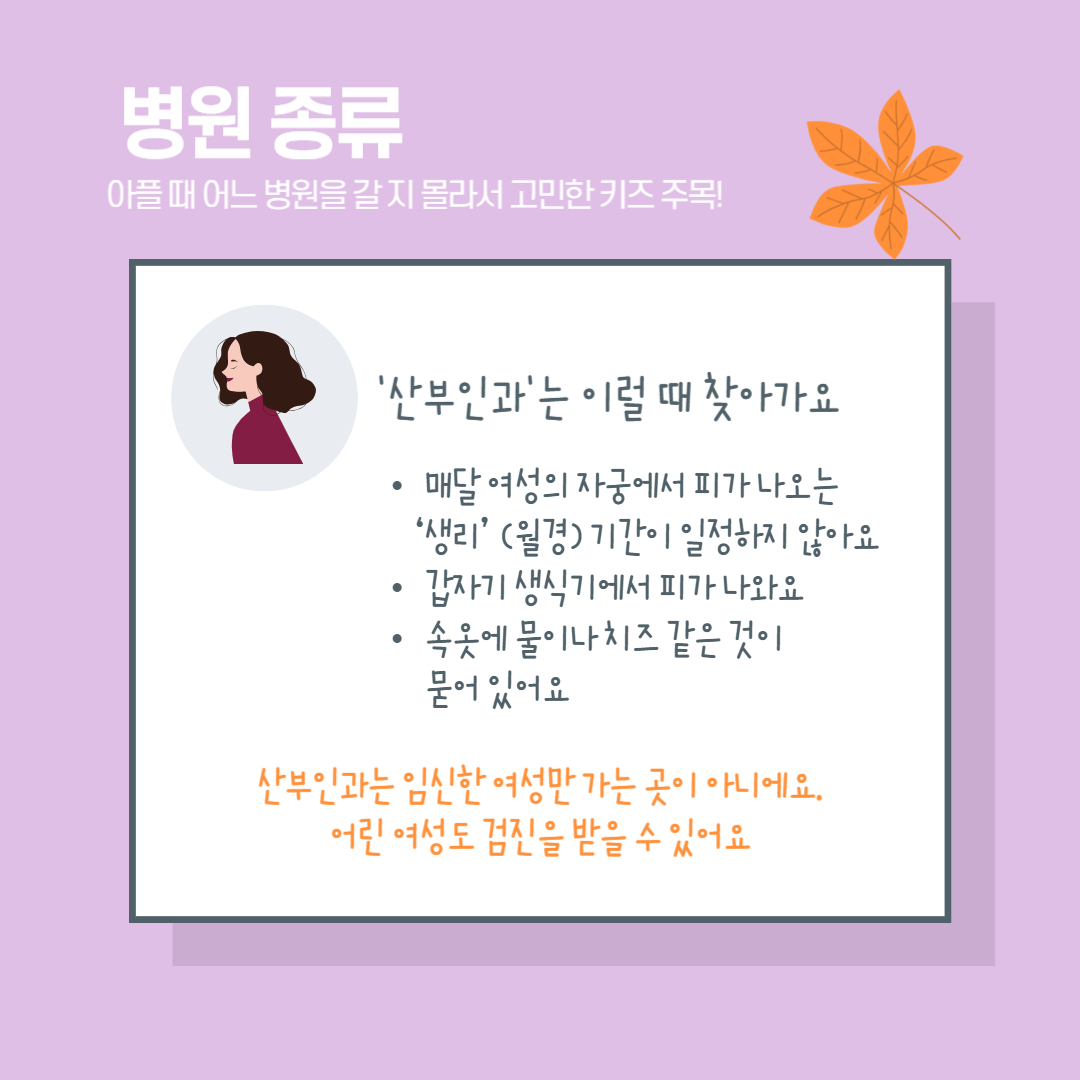 병원 종류
아플 때 어느 병원을 갈 지 몰라서 고민한 키즈 주목!
'산부인과'는 이럴 때 찾아가요
• 매달 여성의 자궁에서 피가 나오는
‘생리’ (월경) 기간이 일정하지 않아요
• 갑자기 생식기에서 피가 나와요
• 속옷에 물이나 치즈 같은 것이
묻어 있어요
산부인과는 임신한 여성만 가는 곳이 아니에요.
어린 여성도 검진을 받을 수 있어요